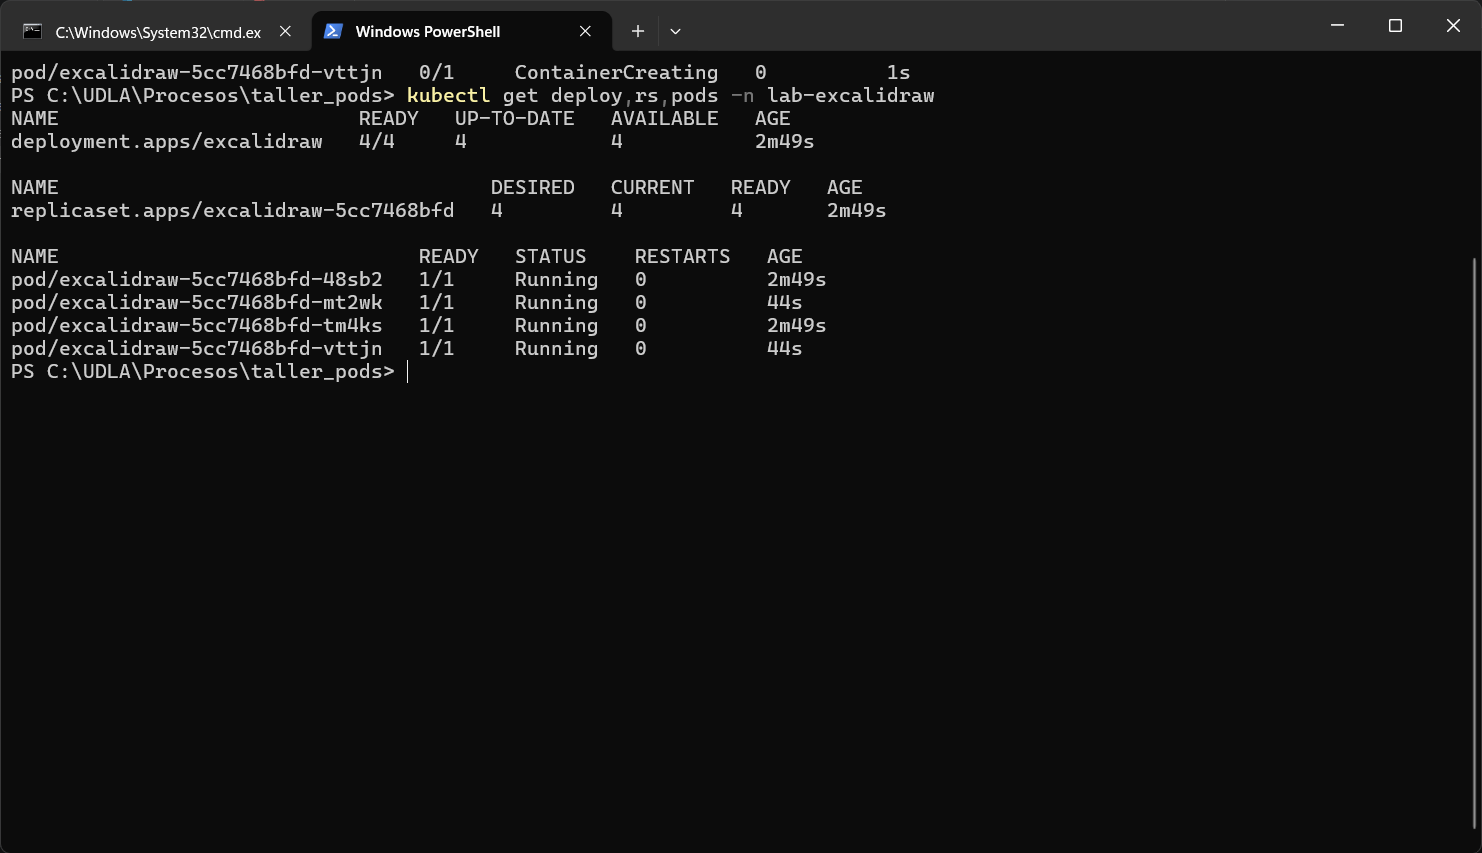 C:\Windows\System32\cmd.ex
Windows PowerShell
pod/excalidraw-5cc7468bfd-vttjn   0/1     ContainerCreating   0          1s
PS C:\UDLA\Procesos\taller_pods> kubectl get deploy,rs,pods -n lab-excalidraw
NAME                         READY   UP-TO-DATE   AVAILABLE   AGE
deployment.apps/excalidraw   4/4     4            4           2m49s
NAME                                    DESIRED   CURRENT   READY   AGE
replicaset.apps/excalidraw-5cc7468bfd   4         4         4       2m49s
NAME                              READY   STATUS    RESTARTS   AGE
pod/excalidraw-5cc7468bfd-48sb2   1/1     Running   0          2m49s
pod/excalidraw-5cc7468bfd-mt2wk   1/1     Running   0          44s
pod/excalidraw-5cc7468bfd-tm4ks   1/1     Running   0          2m49s
pod/excalidraw-5cc7468bfd-vttjn   1/1     Running   0          44s
PS C:\UDLA\Procesos\taller_pods>